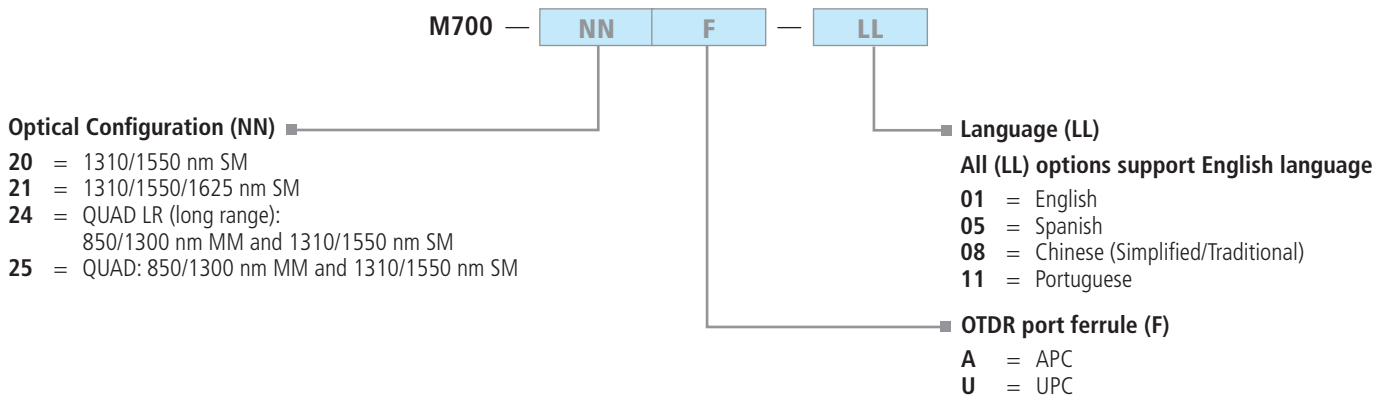 M700 — NN F — LL
Optical Configuration (NN)
20 = 1310/1550 nm SM
21 = 1310/1550/1625 nm SM
24 = QUAD LR (long range):
850/1300 nm MM and 1310/1550 nm SM
25 = QUAD: 850/1300 nm MM and 1310/1550 nm SM
Language (LL)
All (LL) options support English language
01 = English
05 = Spanish
08 = Chinese (Simplified/Traditional)
11 = Portuguese
OTDR port ferrule (F)
A = APC
U = UPC